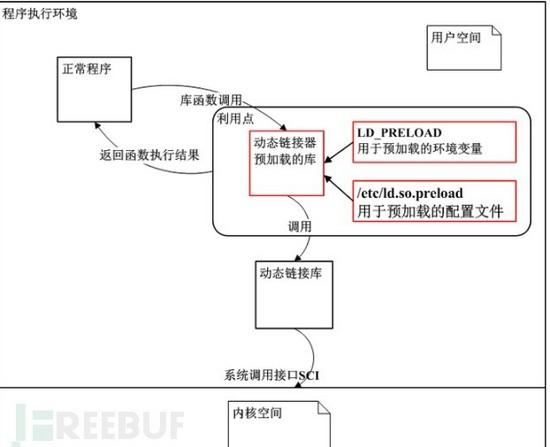 程序执行环境
用户空间
正常程序
库函数调用
利用点
动态链接器
预加载的库
LD_PRELOAD
用于预加载的环境变量
返回函数执行结果
/etc/ld.so.preload
用于预加载的配置文件
调用
动态链接库
系统调用接口SCI
内核空间
FREEBUF